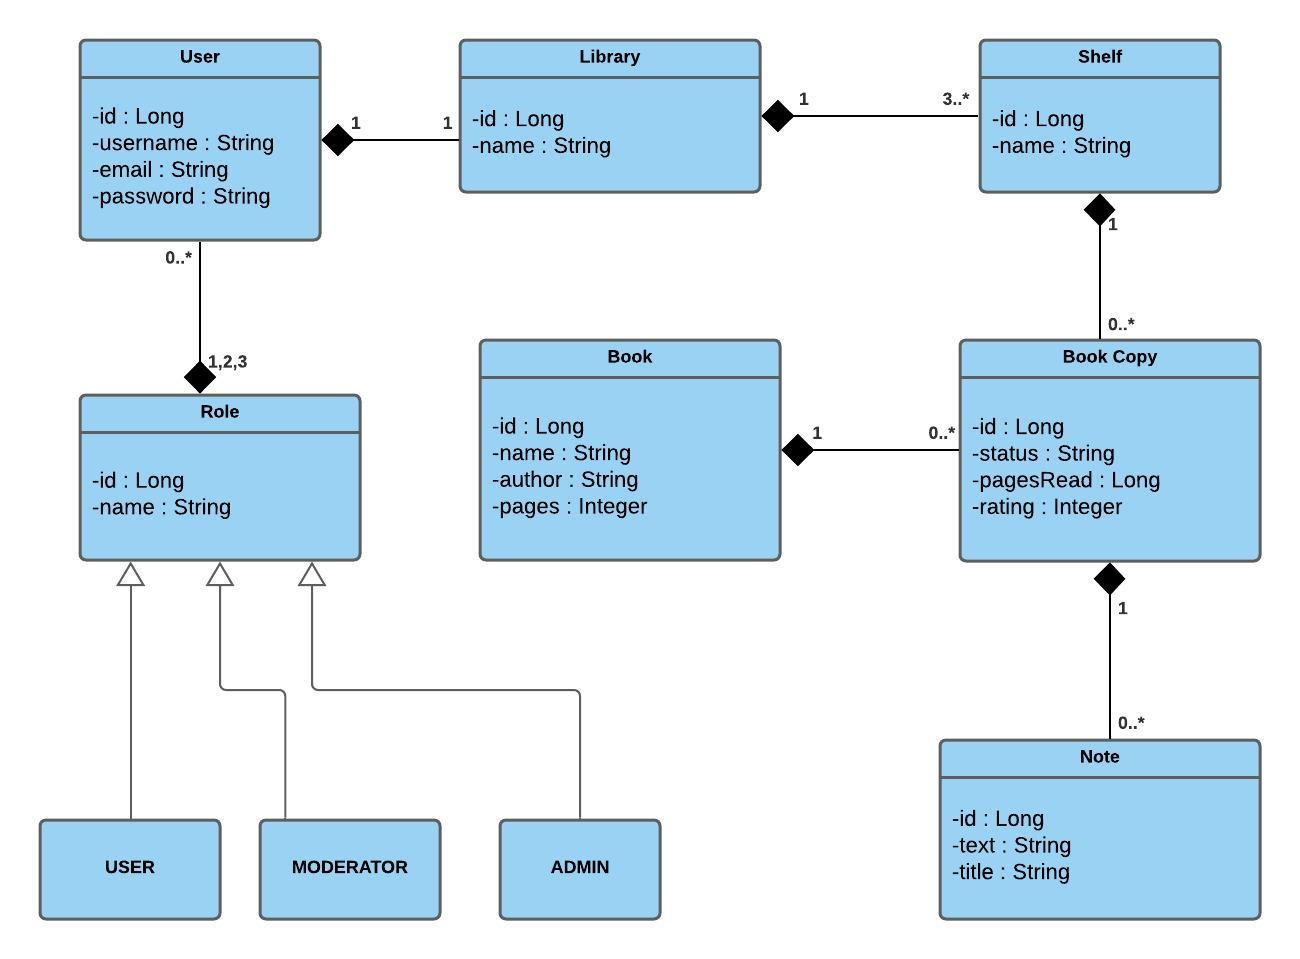 User
-id : Long
-username : String
-email : String
-password : String
1
1
Library
-id : Long
-name : String
1
3..*
Shelf
-id : Long
-name : String
1
0..*
0..*
1,2,3
Role
-id : Long
-name : String
Book
-id : Long
-name : String
-author : String
-pages : Integer
1
0..*
Book Copy
-id : Long
-status : String
-pagesRead : Long
-rating : Integer
1
0..*
USER
MODERATOR
ADMIN
Note
-id : Long
-text : String
-title : String